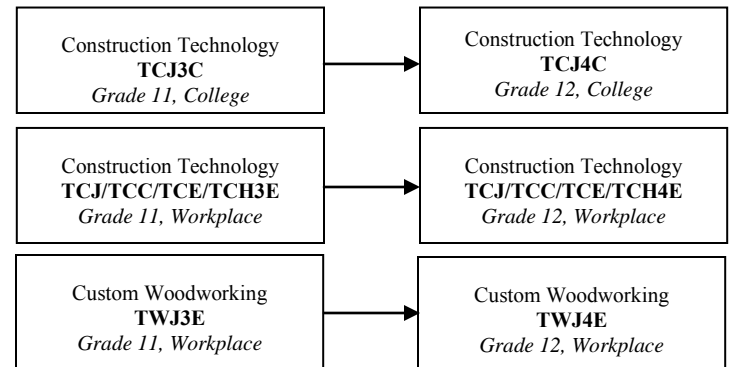 Construction Technology
TCJ3C
Grade 11, College
Construction Technology
TCJ4C
Grade 12, College
Construction Technology
TCJ/TCC/TCE/TCH3E
Grade 11, Workplace
Construction Technology
TCJ/TCC/TCE/TCH4E
Grade 12, Workplace
Custom Woodworking
TWJ3E
Grade 11, Workplace
Custom Woodworking
TWJ4E
Grade 12, Workplace